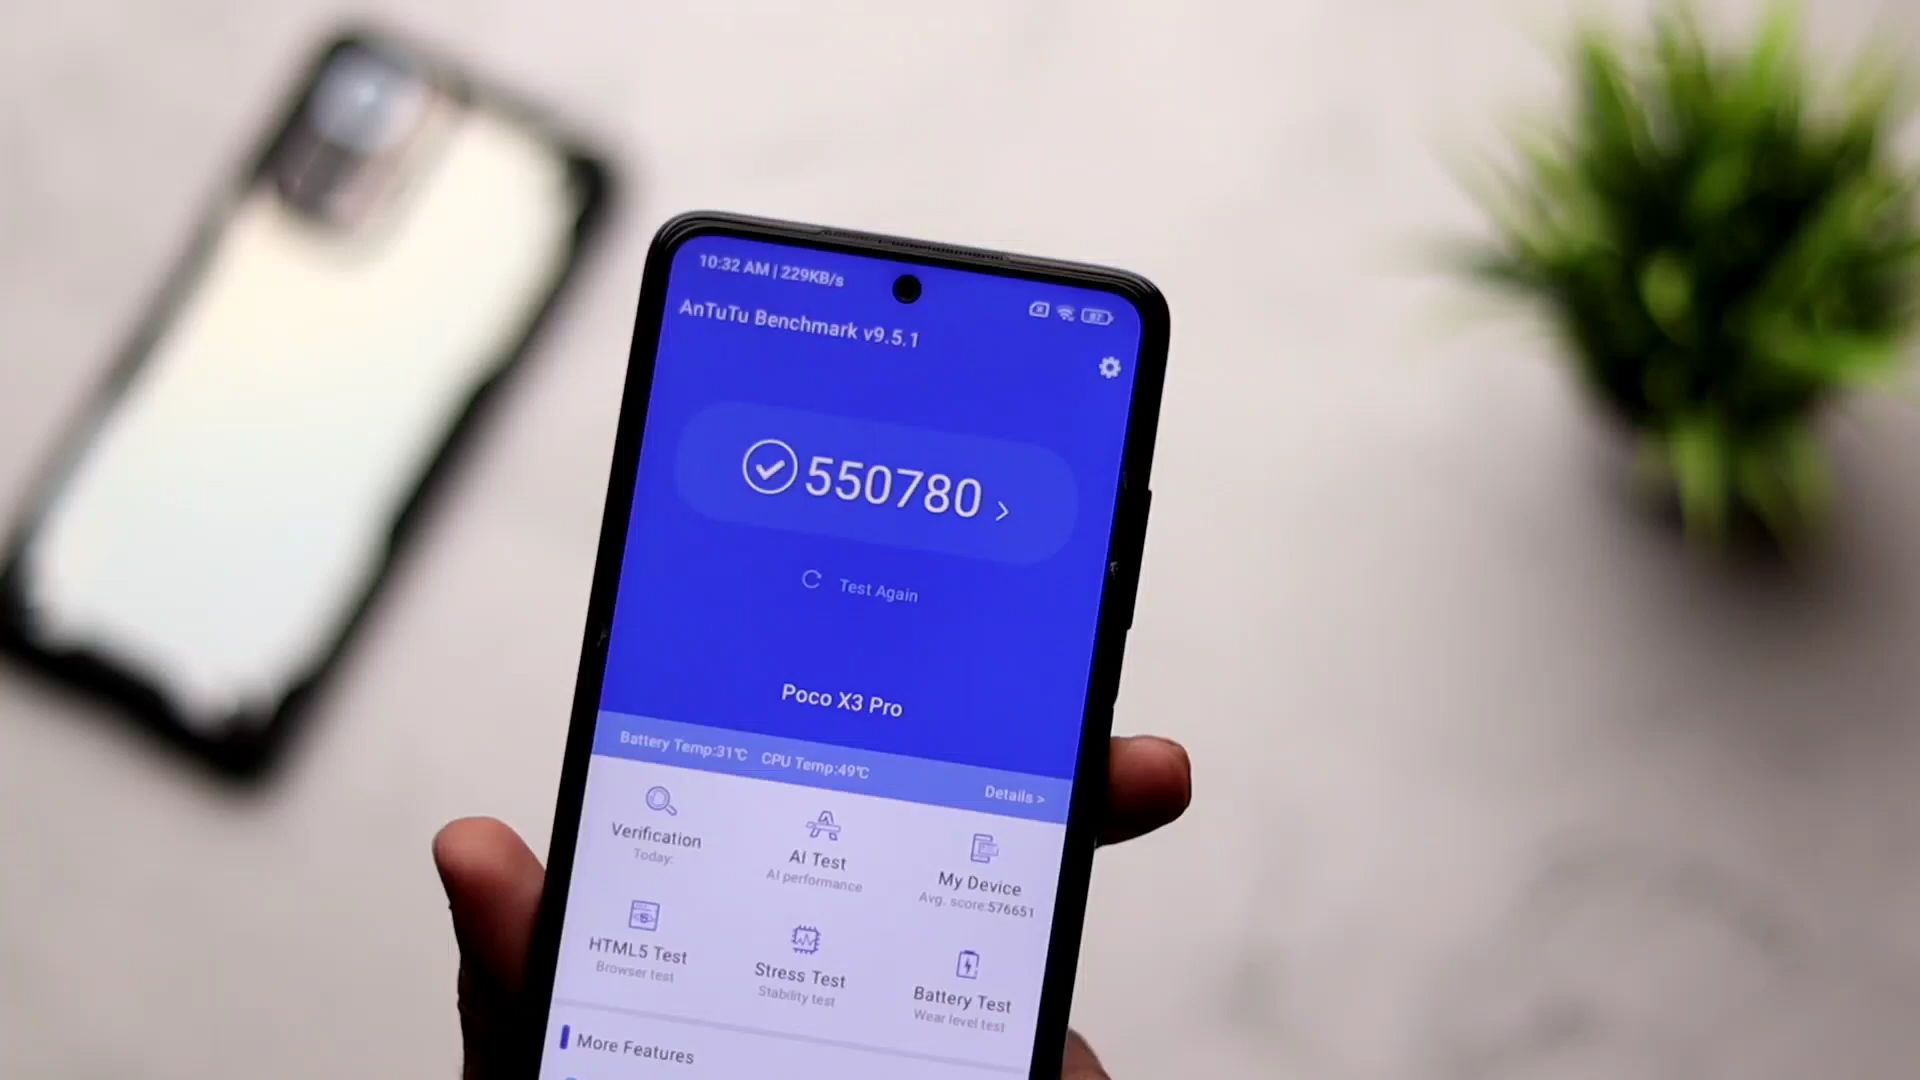 10:32 AM | 229KB/s
87
AnTuTu Benchmark v9.5.1
550780 >
Test Again
Poco X3 Pro
Battery Temp:31℃ CPU Temp:49℃ Details >
Verification
Today:
AI Test
AI performance
My Device
Avg. score:576651
HTML5 Test
Browser test
Stress Test
Stability test
Battery Test
Wear level test
More Features